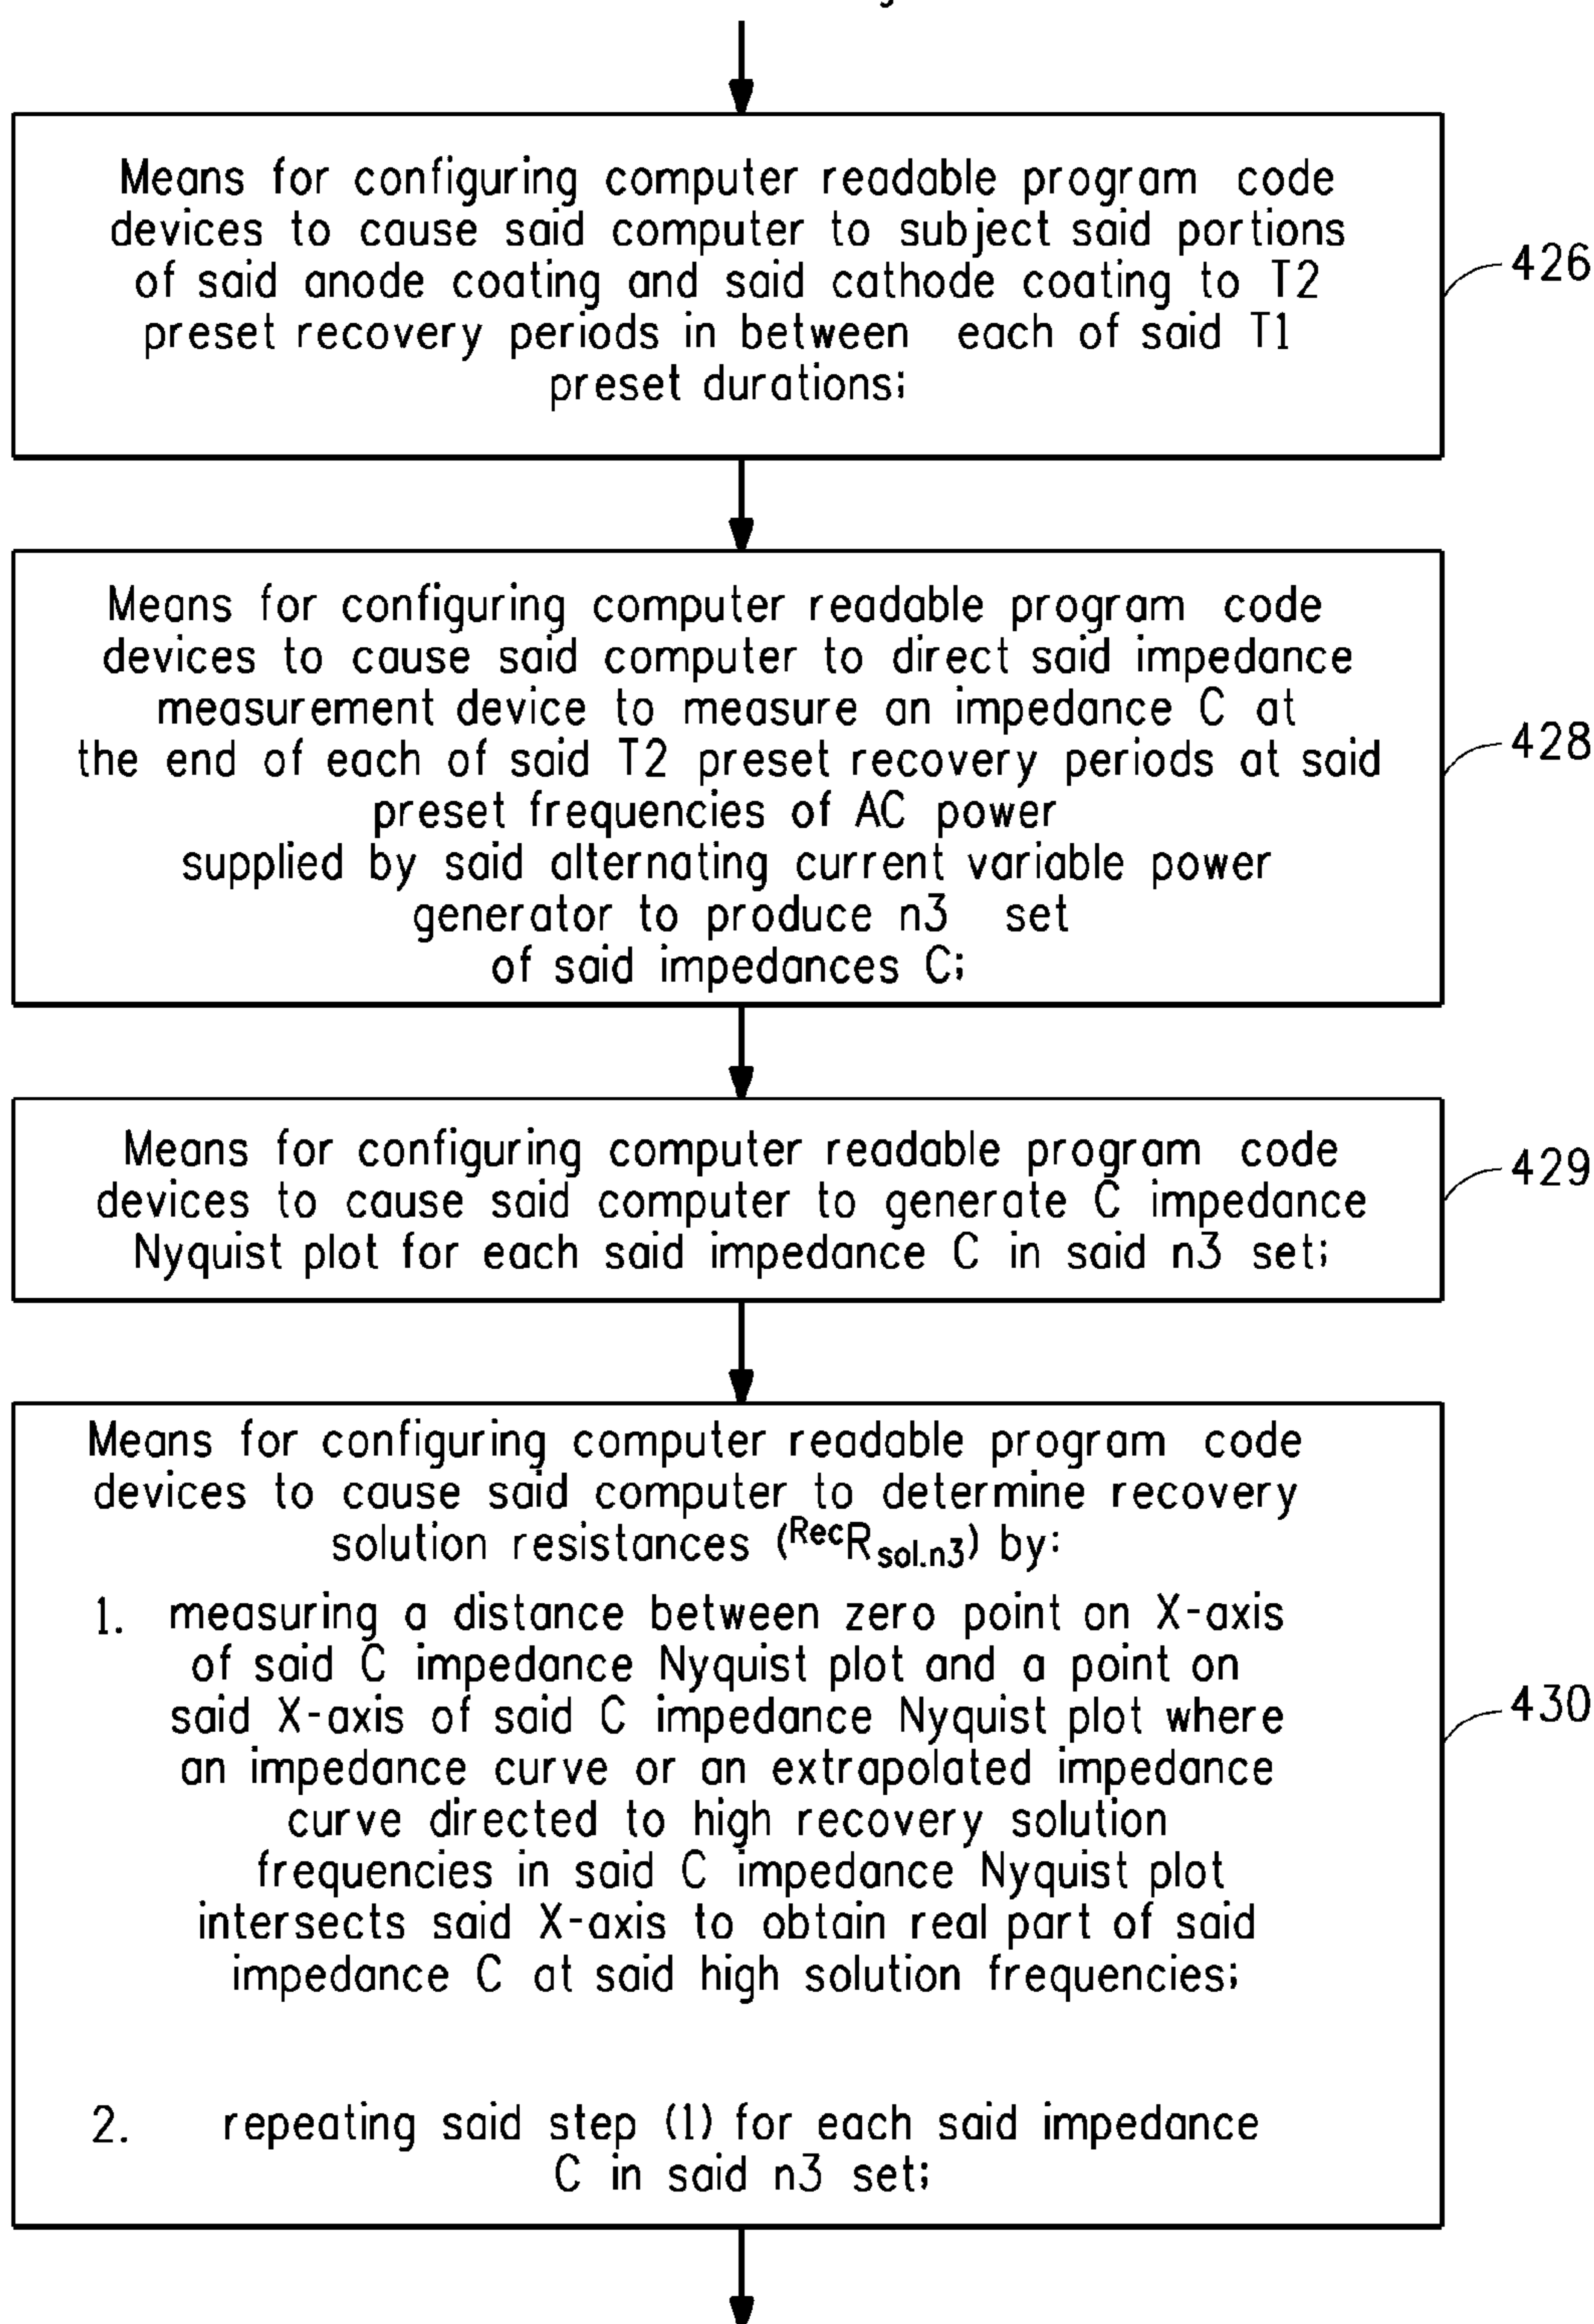 Means for configuring computer readable program code
devices to cause said computer to subject said portions
of said anode coating and said cathode coating to T2
preset recovery periods in between each of said T1
preset durations;
426
Means for configuring computer readable program code
devices to cause said computer to direct said impedance
measurement device to measure an impedance C at
the end of each of said T2 preset recovery periods at said
preset frequencies of AC power
supplied by said alternating current variable power
generator to produce n3 set
of said impedances C;
428
Means for configuring computer readable program code
devices to cause said computer to generate C impedance
Nyquist plot for each said impedance C in said n3 set;
429
Means for configuring computer readable program code
devices to cause said computer to determine recovery
solution resistances (RecRsol.n3) by:
1. measuring a distance between zero point on X-axis
of said C impedance Nyquist plot and a point on
said X-axis of said C impedance Nyquist plot where
an impedance curve or an extrapolated impedance
curve directed to high recovery solution
frequencies in said C impedance Nyquist plot
intersects said X-axis to obtain real part of said
impedance C at said high solution frequencies;
2. repeating said step (1) for each said impedance
C in said n3 set;
430